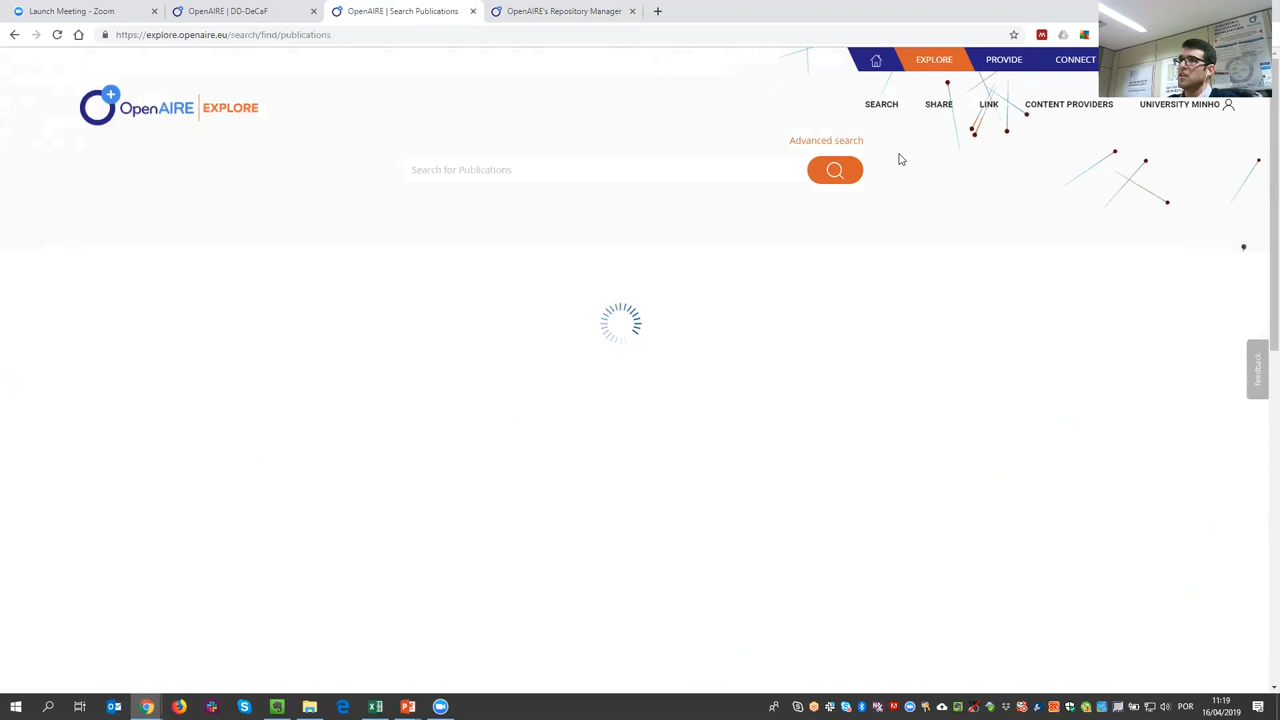 Launch Meeting - Zoom
OpenAIRE | DD-DeCaF
OpenAIRE | Search Publications
OpenAIRE's Repository Manager
https://explore.openaire.eu/search/find/publications
EXPLORE
PROVIDE
CONNECT
OpenAIRE EXPLORE
SEARCH
SHARE
LINK
CONTENT PROVIDERS
UNIVERSITY MINHO
Advanced search
Search for Publications
feedback
POR
11:19
16/04/2019